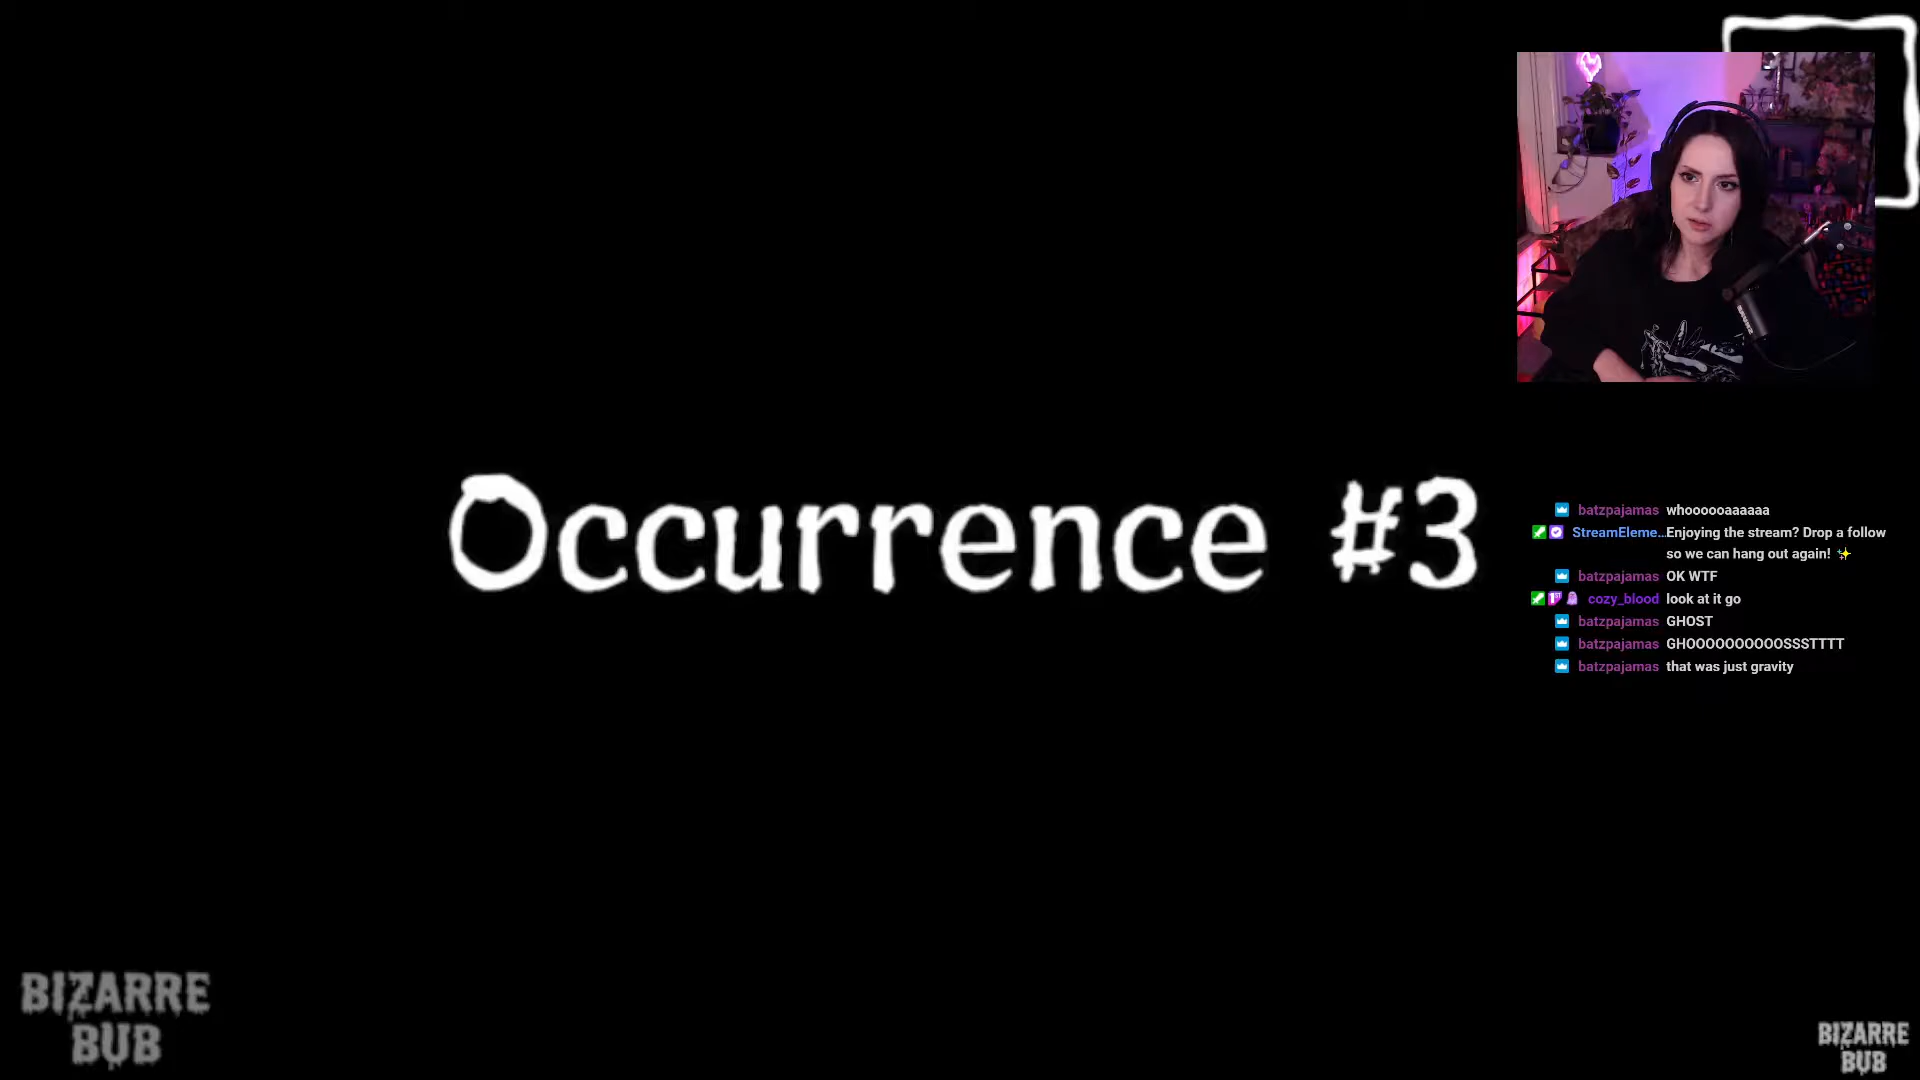 Occurrence #3
batzpajamas whoooooaaaaaa
StreamEleme... Enjoying the stream? Drop a follow
so we can hang out again! ✨
batzpajamas OK WTF
cozy_blood look at it go
batzpajamas GHOST
batzpajamas GHOOOOOOOOOOSSSTTTT
batzpajamas that was just gravity
BIZARRE
BUB
BIZARRE
BUB